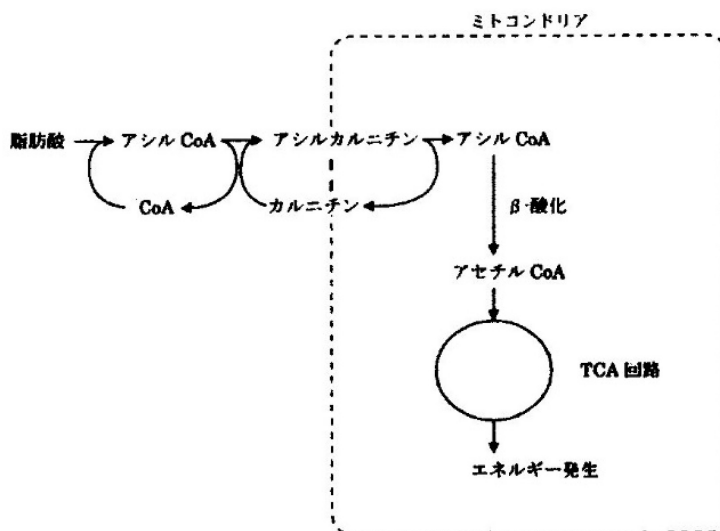 ミトコンドリア
脂肪酸 アシル CoA アシルカルニチン アシル CoA
CoA カルニチン
β-酸化
アセチル CoA
TCA 回路
エネルギー発生